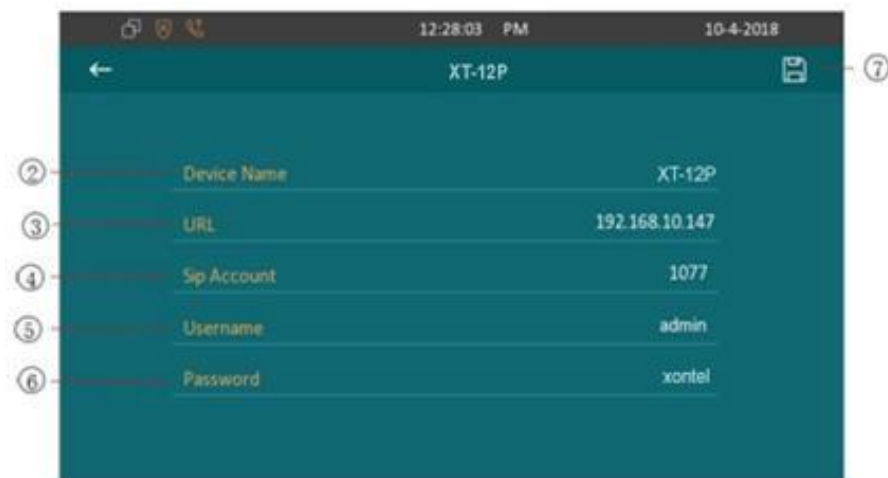 12:28:03 PM 10-4-2018
XT-12P ⑦
② Device Name XT-12P
③ URL 192.168.10.147
④ Sip Account 1077
⑤ Username admin
⑥ Password xontel